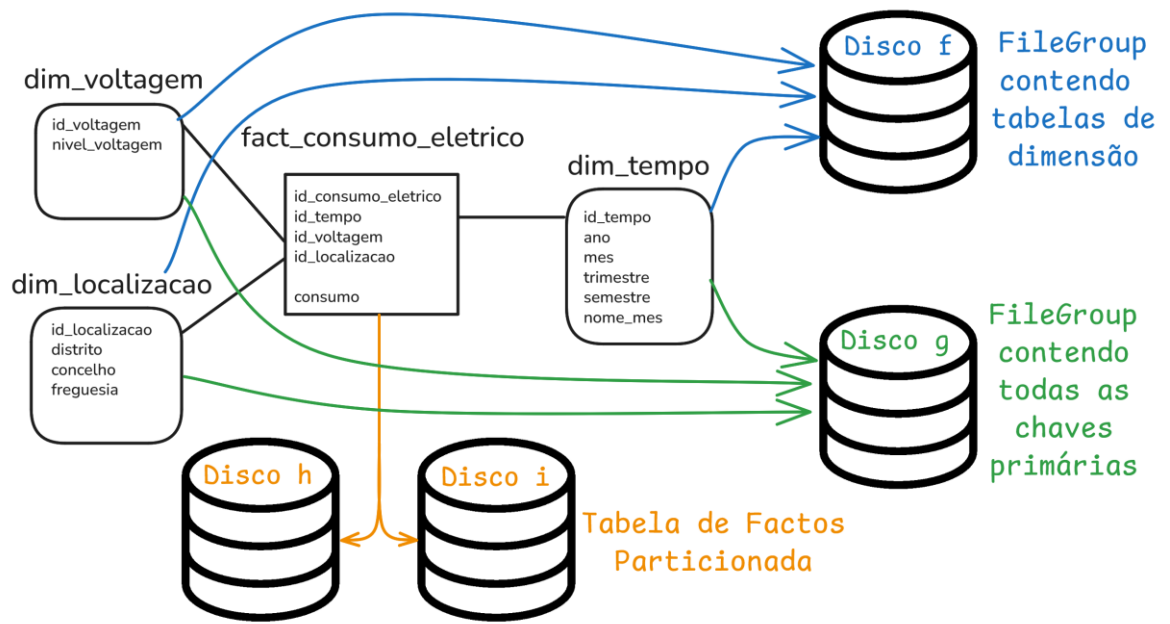 dim_voltagem
id_voltagem
nivel_voltagem
fact_consumo_eletrico
id_consumo_eletrico
id_tempo
id_voltagem
id_localizacao
consumo
dim_tempo
id_tempo
ano
mes
trimestre
semestre
nome_mes
dim_localizacao
id_localizacao
distrito
concelho
freguesia
Disco f
FileGroup
contendo
tabelas de
dimensão
Disco g
FileGroup
contendo
todas as
chaves
primárias
Disco h
Disco i
Tabela de Factos
Particionada